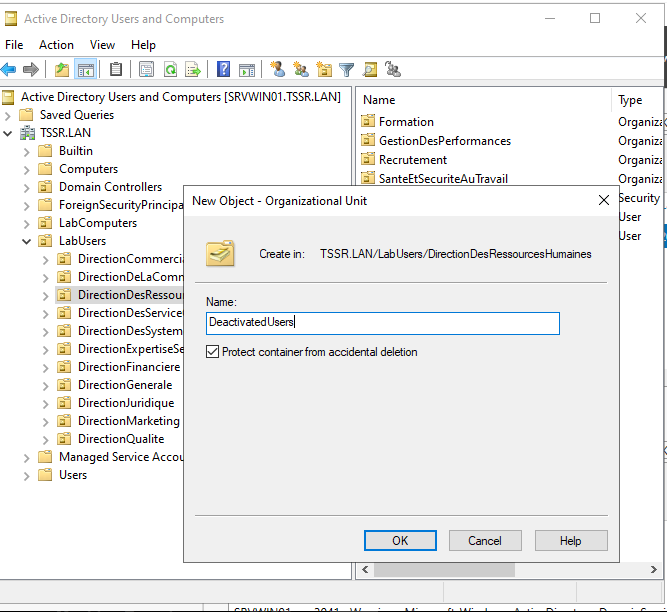 Active Directory Users and Computers
File Action View Help
Active Directory Users and Computers [SRVWIN01.TSSR.LAN]
Saved Queries
TSSR.LAN
Builtin
Computers
Domain Controllers
ForeignSecurityPrincipa
LabComputers
LabUsers
DirectionCommercia
DirectionDeLaComm
DirectionDesRessour
DirectionDesService
DirectionDesSystem
DirectionExpertiseSe
DirectionFinanciere
DirectionGenerale
DirectionJuridique
DirectionMarketing
DirectionQualite
Managed Service Accou
Users
Name Type
Formation Organiza
GestionDesPerformances Organiza
Recrutement Organiza
SanteEtSecuriteAuTravail Organiza
Security
User
User
New Object - Organizational Unit
Create in: TSSR.LAN/LabUsers/DirectionDesRessourcesHumaines
Name:
DeactivatedUsers
Protect container from accidental deletion
OK Cancel Help